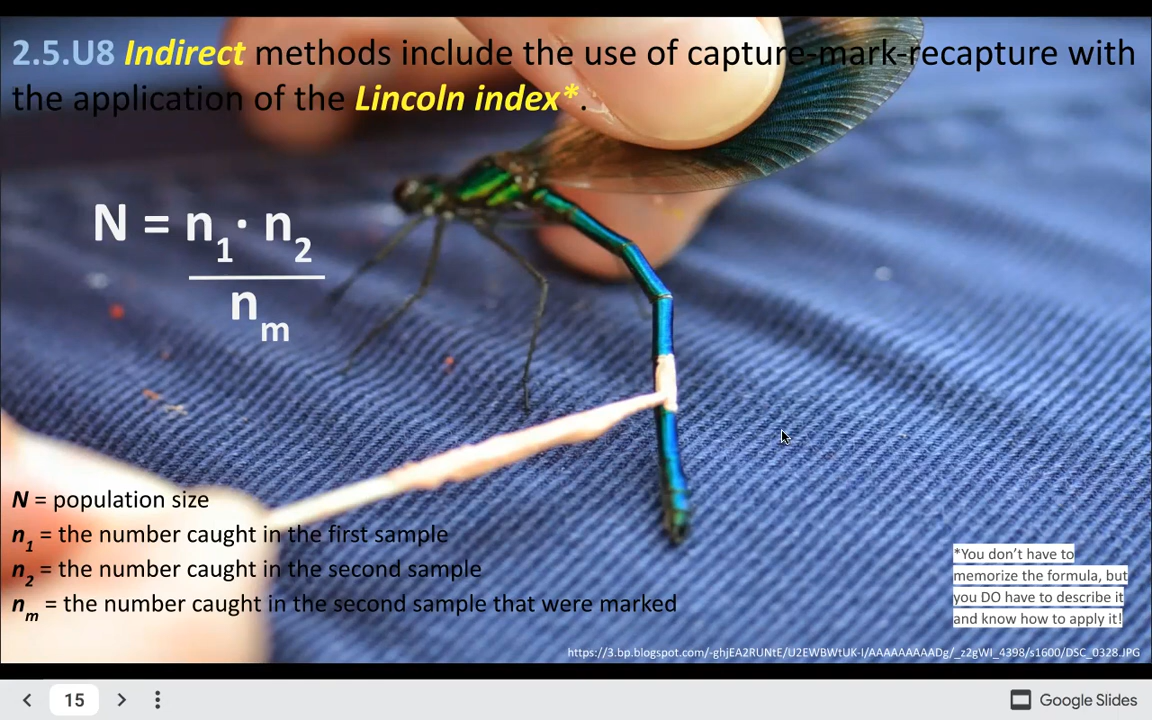 2.5.U8 Indirect methods include the use of capture-mark-recapture with
the application of the Lincoln index*.
N = n1 · n2
nm
N = population size
n1 = the number caught in the first sample
n2 = the number caught in the second sample
nm = the number caught in the second sample that were marked
*You don't have to
memorize the formula, but
you DO have to describe it
and know how to apply it!
https://3.bp.blogspot.com/-ghjEA2RUNtE/U2EWBWtUK-I/AAAAAAAAADg/_z2gWI_4398/s1600/DSC_0328.JPG
15
Google Slides